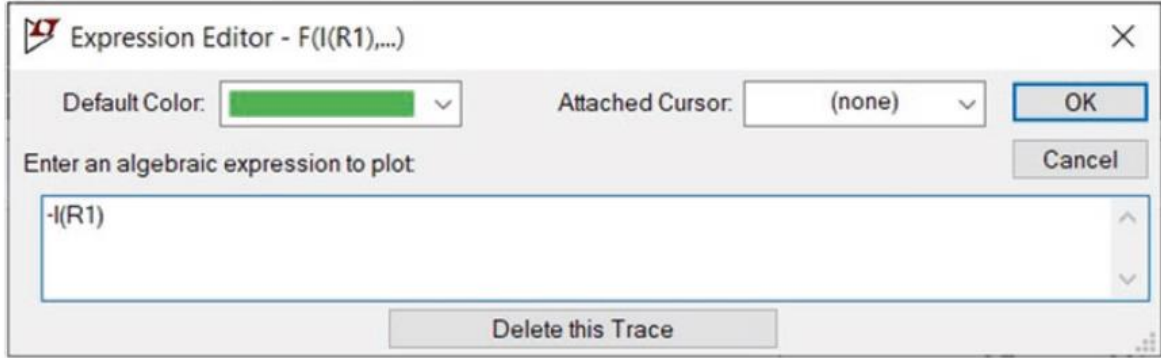 Expression Editor - F(I(R1),...)
Default Color:
Attached Cursor: (none)
OK
Enter an algebraic expression to plot:
Cancel
-I(R1)
Delete this Trace